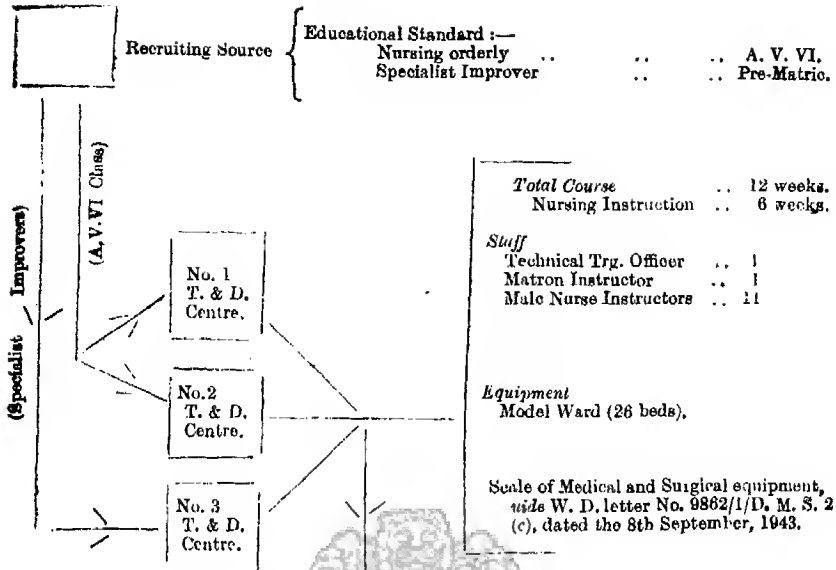 Recruiting Source
Educational Standard :—
Nursing orderly .. .. .. A. V. VI.
Specialist Improver .. .. Pre-Matric.
(Specialist Improvers)
(A.V.VI Class)
No. 1
T. & D.
Centre.
No.2
T. & D.
Centre.
No. 3
T. & D.
Centre.
Total Course .. 12 weeks.
Nursing Instruction .. 6 weeks.
Staff
Technical Trg. Officer .. 1
Matron Instructor .. 1
Male Nurse Instructors .. 11
Equipment
Model Ward (26 beds).
Scale of Medical and Surgical equipment,
vide W. D. letter No. 9862/1/D. M. S. 2
(c), dated the 8th September, 1943.